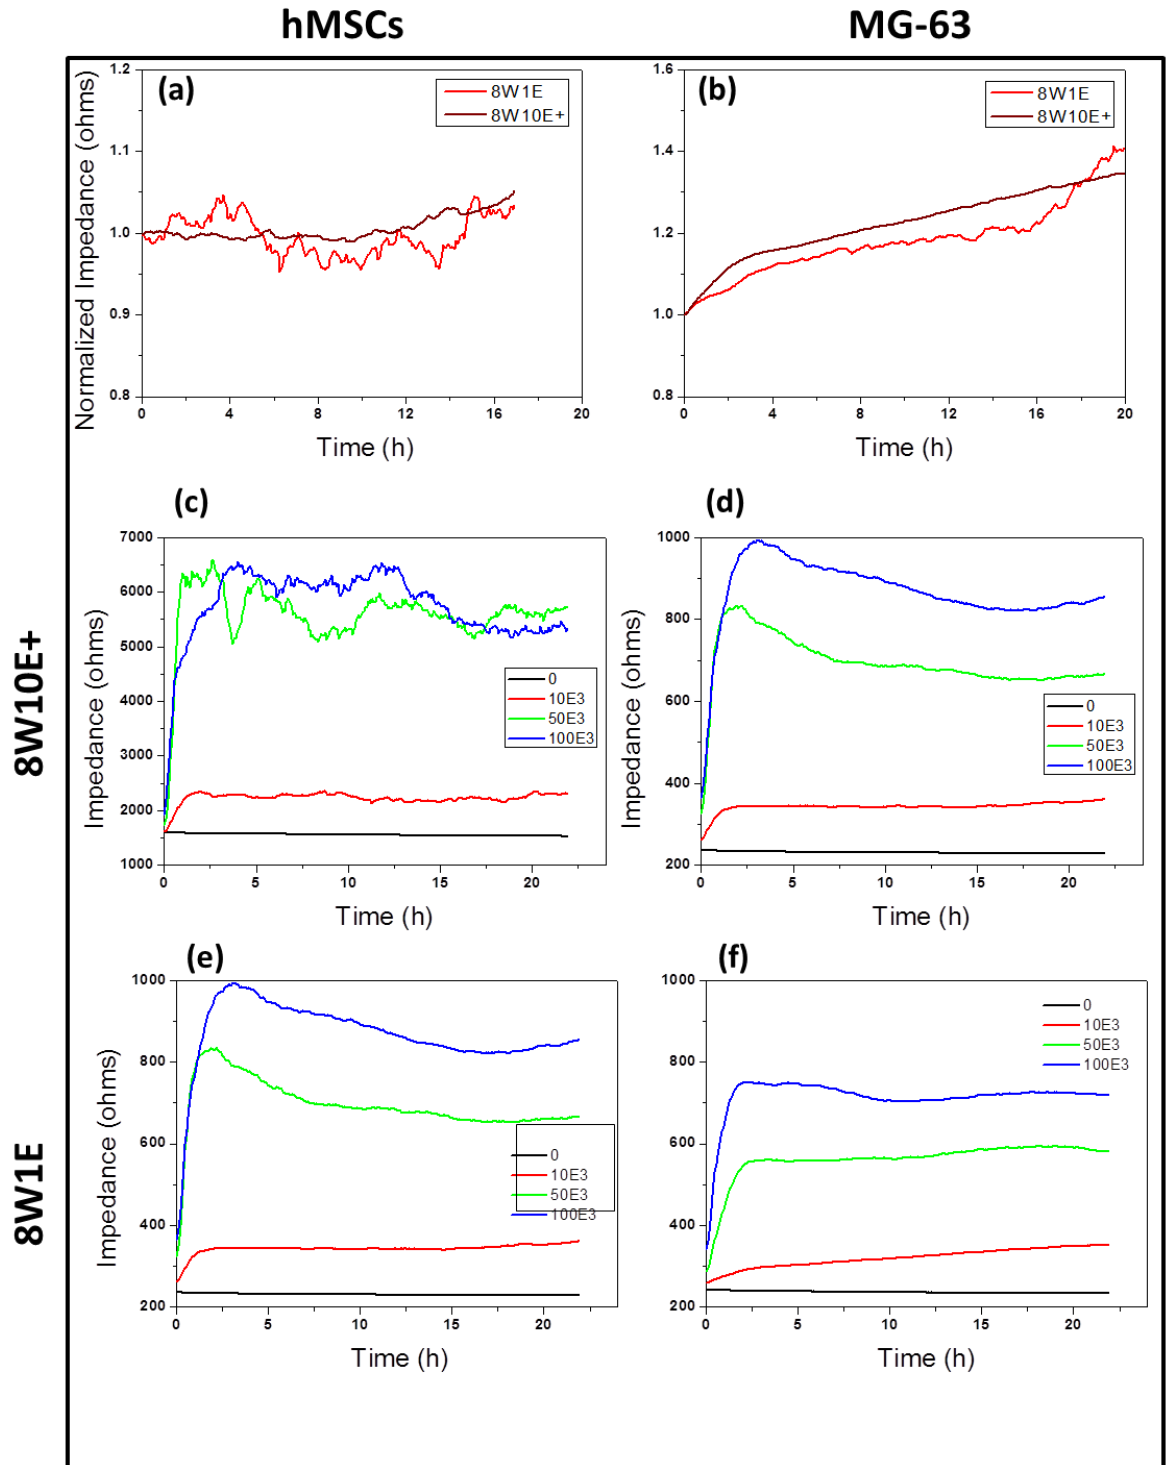 hMSCs
MG-63
(a)
8W1E
8W10E+
Normalized Impedance (ohms)
1.2
1.1
1.0
0.9
0.8
0
4
8
12
16
20
Time (h)
(b)
8W1E
8W10E+
1.6
1.4
1.2
1.0
0.8
0
4
8
12
16
20
Time (h)
8W10E+
(c)
Impedance (ohms)
7000
6000
5000
4000
3000
2000
1000
0
10E3
50E3
100E3
0
5
10
15
20
Time (h)
(d)
Impedance (ohms)
1000
800
600
400
200
0
10E3
50E3
100E3
0
5
10
15
20
Time (h)
8W1E
(e)
Impedance (ohms)
1000
800
600
400
200
0
10E3
50E3
100E3
0
5
10
15
20
Time (h)
(f)
Impedance (ohms)
1000
800
600
400
200
0
10E3
50E3
100E3
0
5
10
15
20
Time (h)